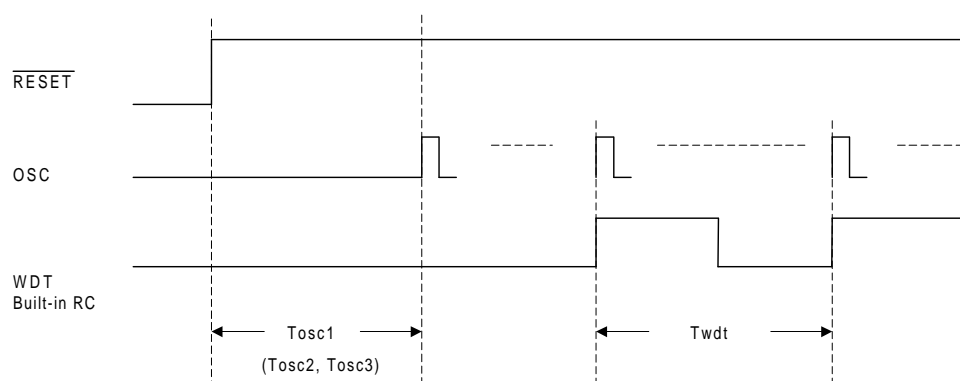 RESET
OSC
WDT
Built-in RC
Tosc1
Twdt
(Tosc2, Tosc3)